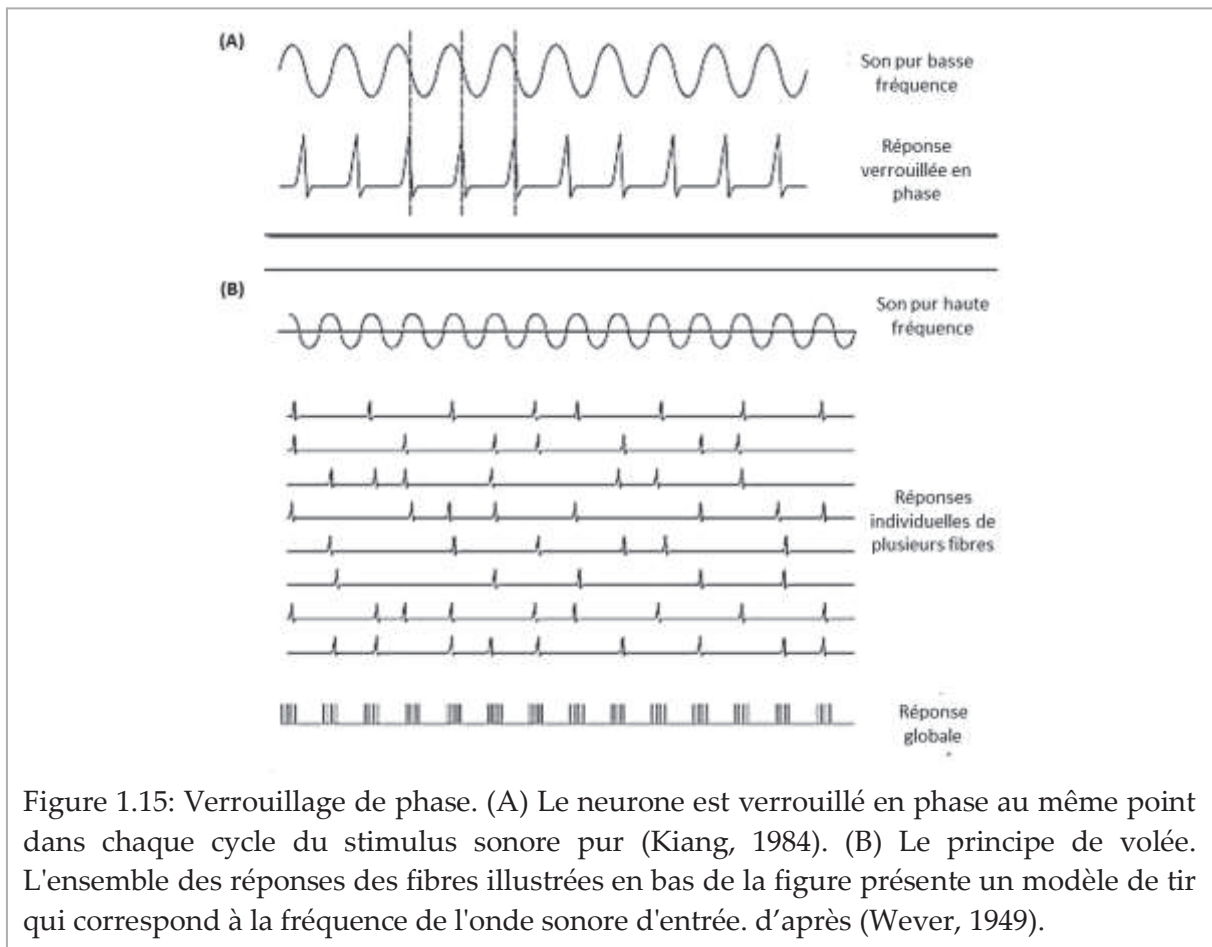 (A)
Son pur basse
fréquence
Réponse
verrouillée en
phase
(B)
Son pur haute
fréquence
Réponses
individuelles de
plusieurs fibres
Réponse
globale
Figure 1.15: Verrouillage de phase. (A) Le neurone est verrouillé en phase au même point
dans chaque cycle du stimulus sonore pur (Kiang, 1984). (B) Le principe de volée.
L'ensemble des réponses des fibres illustrées en bas de la figure présente un modèle de tir
qui correspond à la fréquence de l'onde sonore d'entrée. d’après (Wever, 1949).